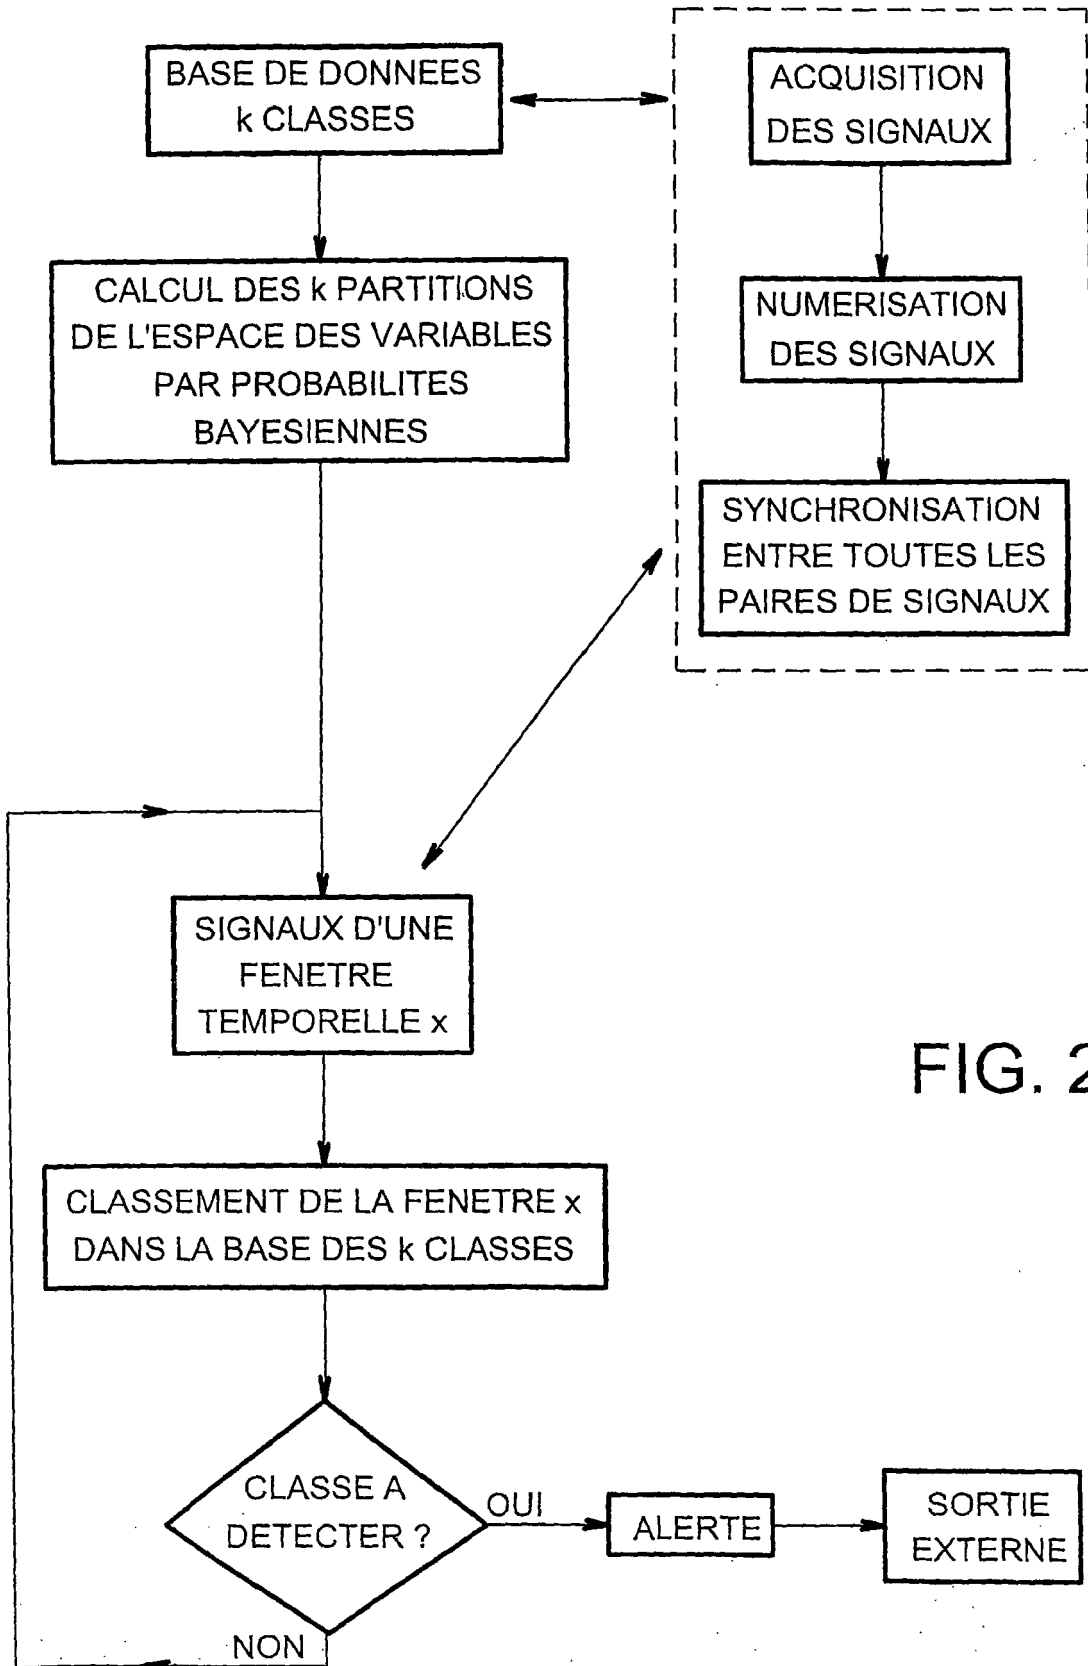 BASE DE DONNEES
k CLASSES
ACQUISITION
DES SIGNAUX
CALCUL DES k PARTITIONS
DE L'ESPACE DES VARIABLES
PAR PROBABILITES
BAYESIENNES
NUMERISATION
DES SIGNAUX
SYNCHRONISATION
ENTRE TOUTES LES
PAIRES DE SIGNAUX
SIGNAUX D'UNE
FENETRE
TEMPORELLE x
FIG. 2
CLASSEMENT DE LA FENETRE x
DANS LA BASE DES k CLASSES
CLASSE A
DETECTER ?
OUI
ALERTE
SORTIE
EXTERNE
NON